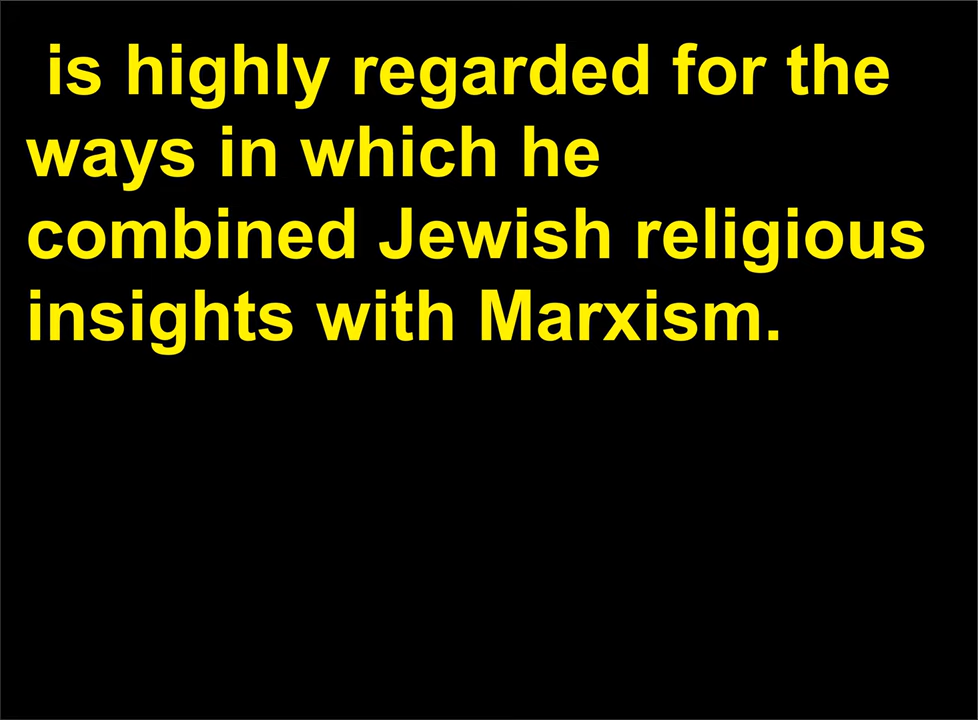 is highly regarded for the
ways in which he
combined Jewish religious
insights with Marxism.